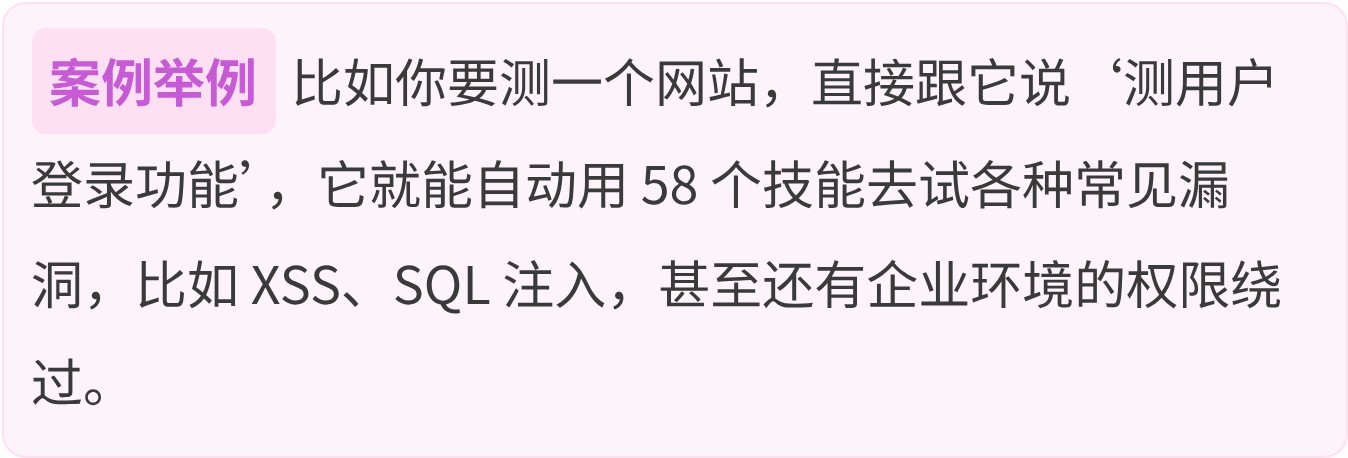 案例举例 比如你要测一个网站，直接跟它说‘测用户
登录功能’，它就能自动用 58 个技能去试各种常见漏
洞，比如 XSS、SQL 注入，甚至还有企业环境的权限绕
过。